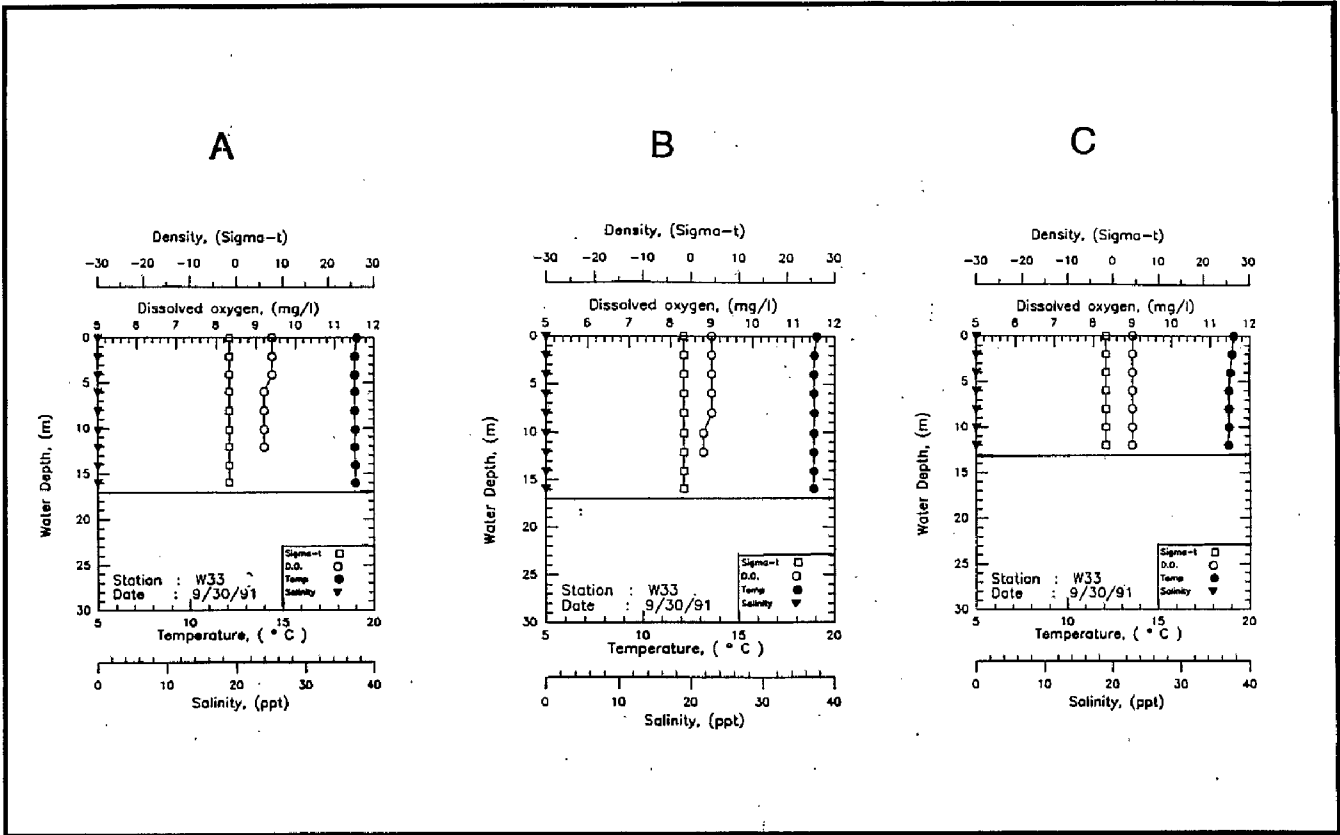 A
Density, (Sigma-t)
-30 -20 -10 0 10 20 30
Dissolved oxygen, (mg/l)
5 6 7 8 9 10 11 12
0
5
10
15
20
25
30
Water Depth, (m)
Sigma-t
D.O.
Temp
Salinity
Station : W33
Date : 9/30/91
5 10 15 20
Temperature, ( ° C )
0 10 20 30 40
Salinity, (ppt)
B
Density, (Sigma-t)
-30 -20 -10 0 10 20 30
Dissolved oxygen, (mg/l)
5 6 7 8 9 10 11 12
0
5
10
15
20
25
30
Water Depth, (m)
Sigma-t
D.O.
Temp
Salinity
Station : W33
Date : 9/30/91
5 10 15 20
Temperature, ( ° C )
0 10 20 30 40
Salinity, (ppt)
C
Density, (Sigma-t)
-30 -20 -10 0 10 20 30
Dissolved oxygen, (mg/l)
5 6 7 8 9 10 11 12
0
5
10
15
20
25
30
Water Depth, (m)
Sigma-t
D.O.
Temp
Salinity
Station : W33
Date : 9/30/91
5 10 15 20
Temperature, ( ° C )
0 10 20 30 40
Salinity, (ppt)